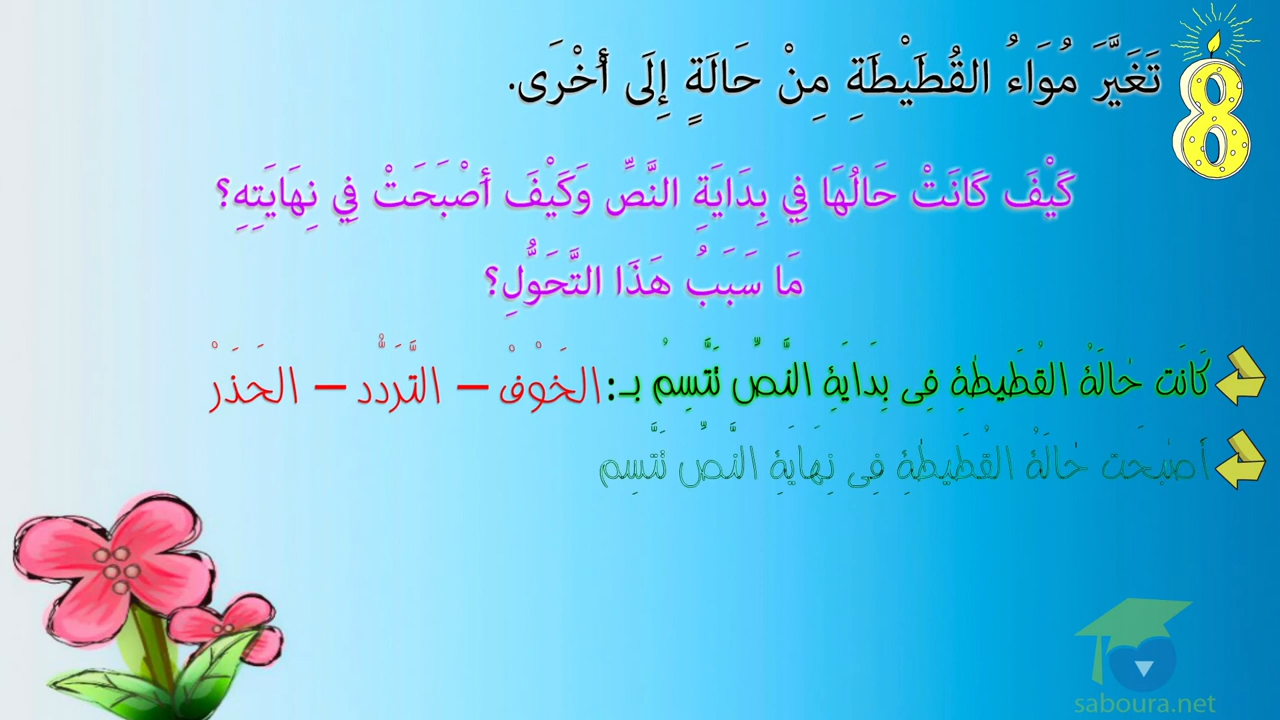 8
تَغَيَّرَ مُوَاءُ القُطَيْطَةِ مِنْ حَالَةٍ إِلَى أُخْرَى.
كَيْفَ كَانَتْ حَالُهَا فِي بِدَايَةِ النَّصِّ وَكَيْفَ أَصْبَحَتْ فِي نِهَايَتِهِ؟
مَا سَبَبُ هَذَا التَّحَوُّلِ؟
كَانَت حَالَةُ القُطَيطَةِ فِى بِدَايَةِ النَّصِّ تَتَّسِمُ بـ: الخَوْفْ – التَّرَدُّد – الحَذَرْ
أَصبَحَت حَالَةُ القُطَيطَةِ فِى نِهَايَةِ النَّصِّ تَتَّسِم
saboura.net